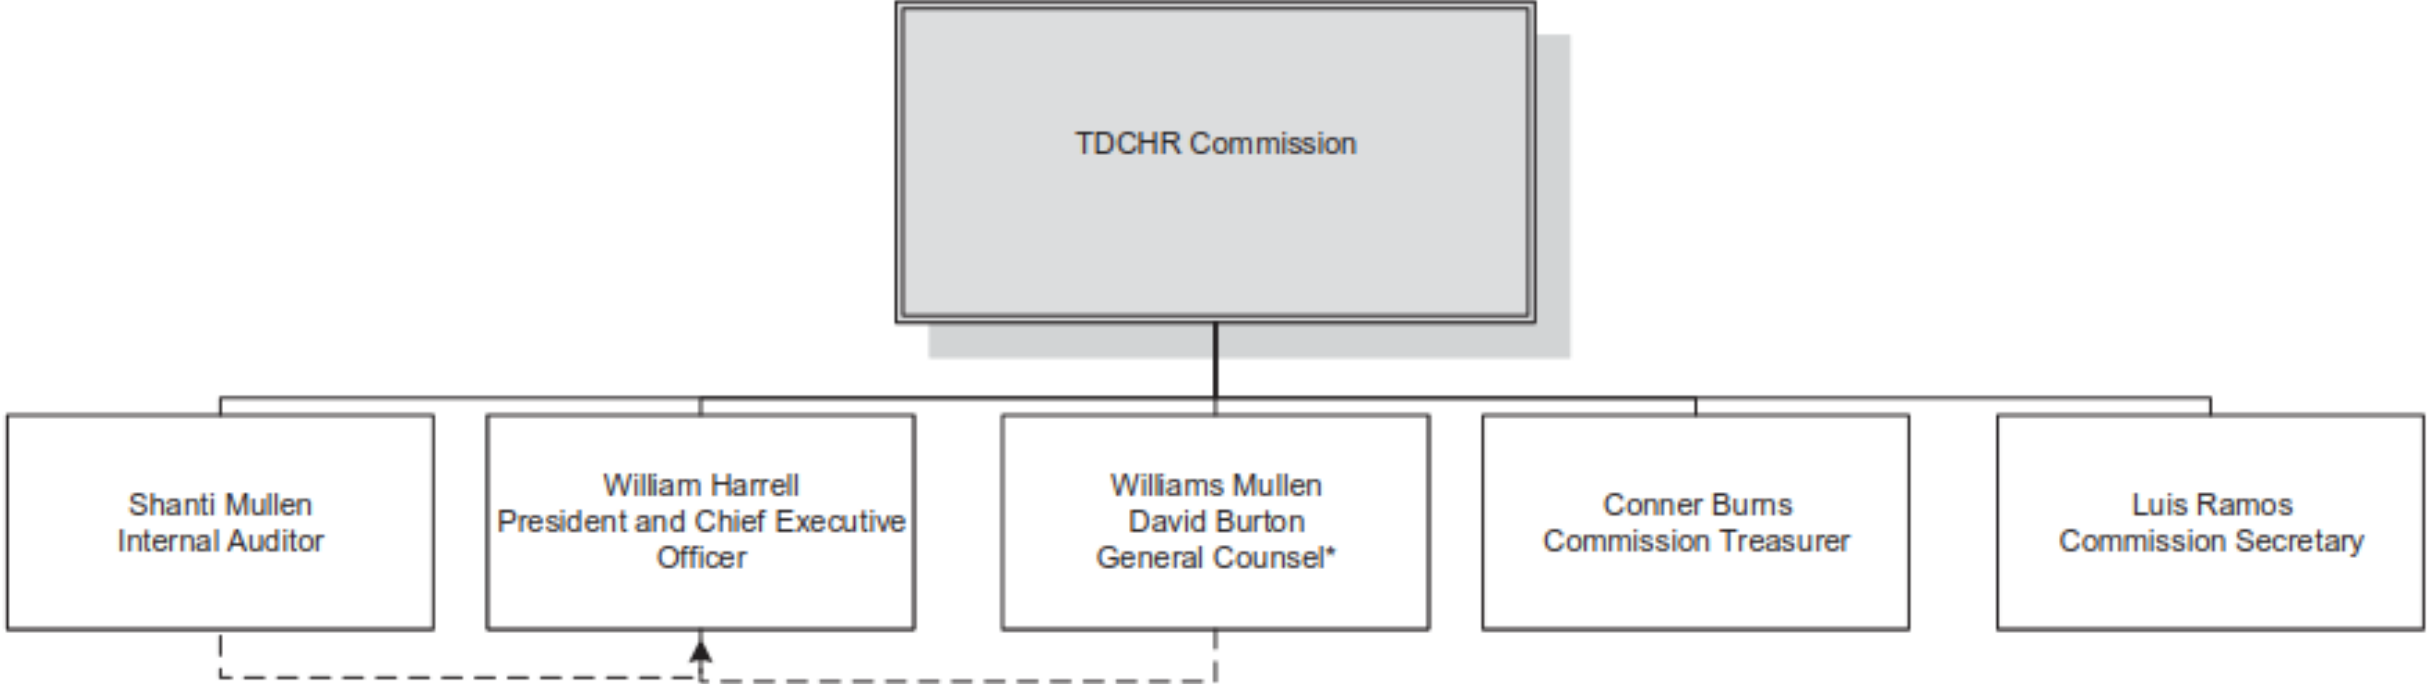 TDCHR Commission
Shanti Mullen
Internal Auditor
William Harrell
President and Chief Executive
Officer
Williams Mullen
David Burton
General Counsel*
Conner Burns
Commission Treasurer
Luis Ramos
Commission Secretary